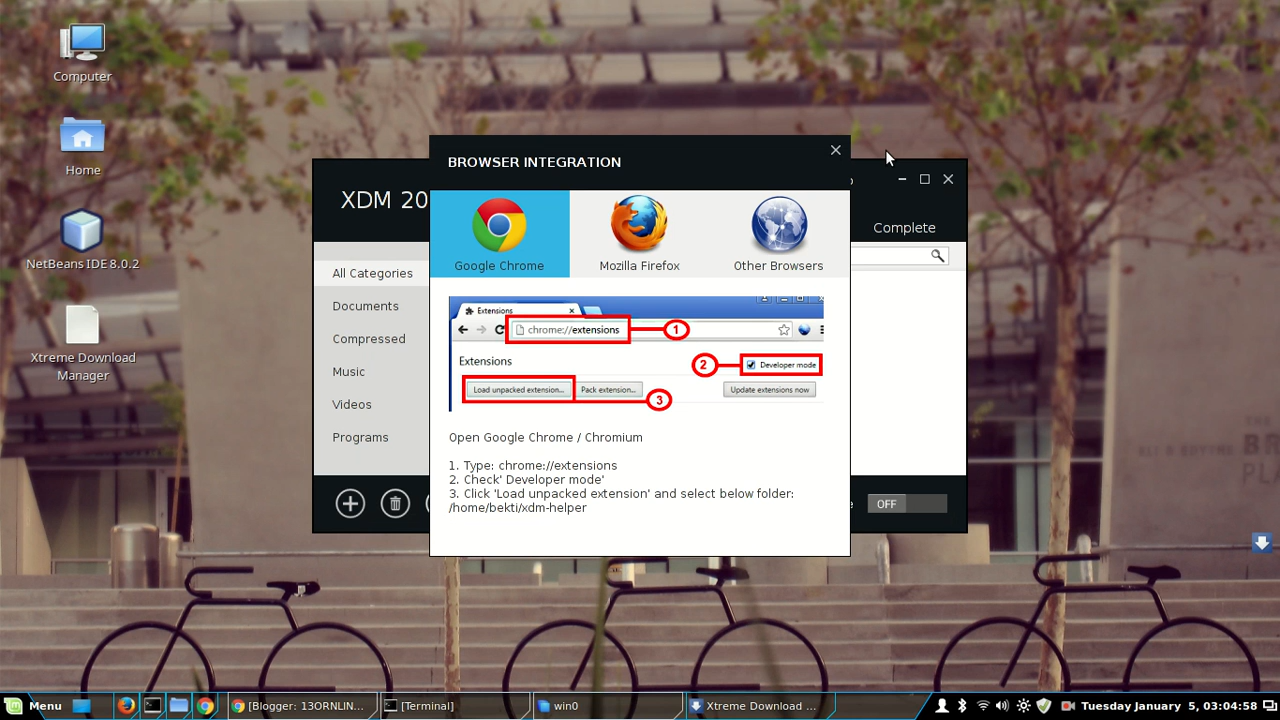 Computer
Home
NetBeans IDE 8.0.2
Xtreme Download
Manager
XDM 20
Complete
All Categories
Documents
Compressed
Music
Videos
Programs
OFF
BROWSER INTEGRATION
Google Chrome
Mozilla Firefox
Other Browsers
Extensions
chrome://extensions
1
Extensions
2
Developer mode
Load unpacked extension...
Pack extension...
Update extensions now
3
Open Google Chrome / Chromium
1. Type: chrome://extensions
2. Check' Developer mode'
3. Click 'Load unpacked extension' and select below folder:
/home/bekti/xdm-helper
Menu
[Blogger: 13ORNLIN...
[Terminal]
win0
Xtreme Download ...
Tuesday January 5, 03:04:58